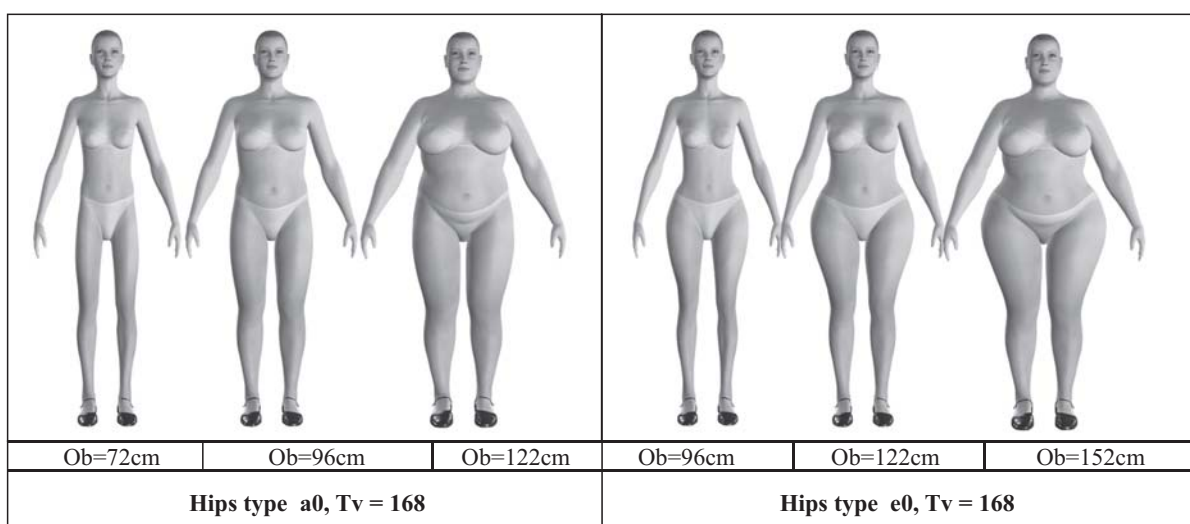 Ob=72cm Ob=96cm Ob=122cm Ob=96cm Ob=122cm Ob=152cm
Hips type a0, Tv = 168 Hips type e0, Tv = 168